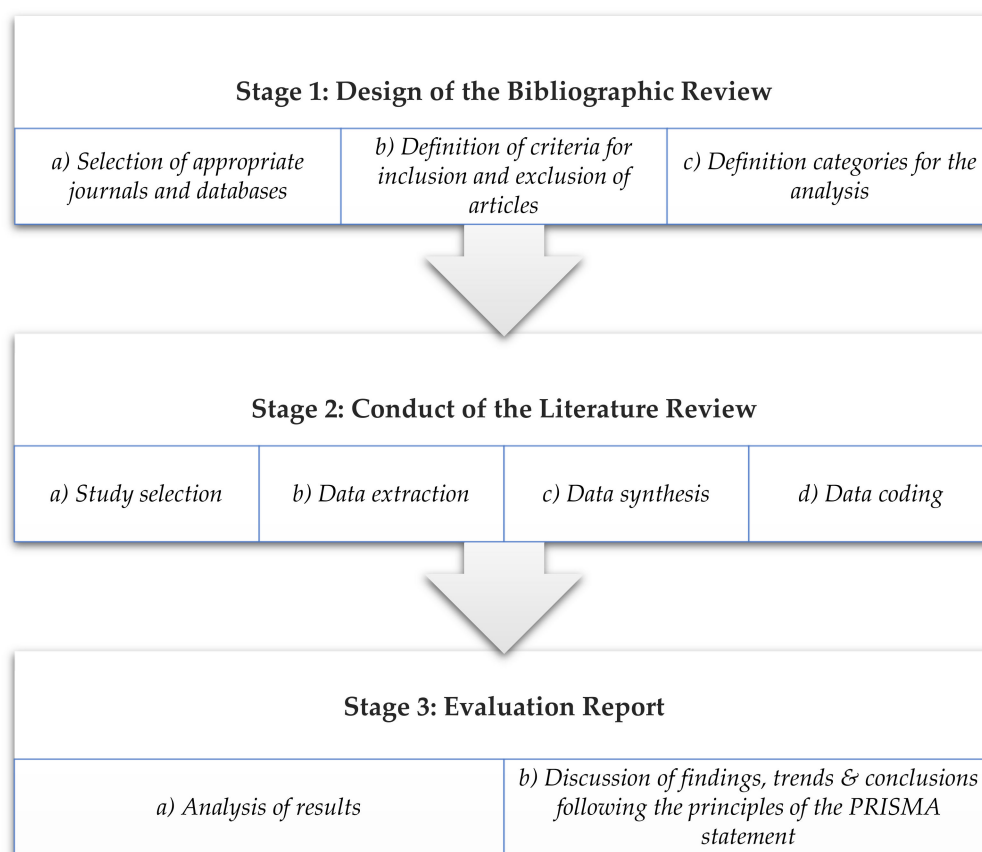 Stage 1: Design of the Bibliographic Review
a) Selection of appropriate
journals and databases
b) Definition of criteria for
inclusion and exclusion of
articles
c) Definition categories for the
analysis
Stage 2: Conduct of the Literature Review
a) Study selection
b) Data extraction
c) Data synthesis
d) Data coding
Stage 3: Evaluation Report
a) Analysis of results
b) Discussion of findings, trends & conclusions
following the principles of the PRISMA
statement